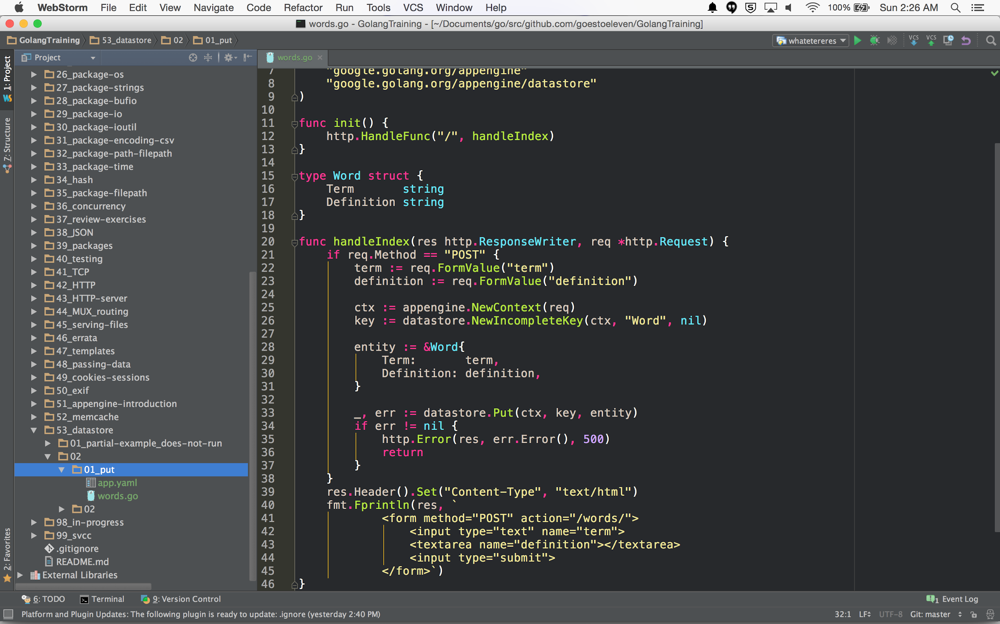 WebStorm File Edit View Navigate Code Refactor Run Tools VCS Window Help 100% Sun 2:26 AM
words.go - GolangTraining - [~/Documents/go/src/github.com/goestoeleven/GolangTraining]
GolangTraining 53_datastore 02 01_put whatetereres VCS VCS
1: Project
7: Structure
2: Favorites
Project
26_package-os
27_package-strings
28_package-bufio
29_package-io
30_package-ioutil
31_package-encoding-csv
32_package-path-filepath
33_package-time
34_hash
35_package-filepath
36_concurrency
37_review-exercises
38_JSON
39_packages
40_testing
41_TCP
42_HTTP
43_HTTP-server
44_MUX_routing
45_serving-files
46_errata
47_templates
48_passing-data
49_cookies-sessions
50_exif
51_appengine-introduction
52_memcache
53_datastore
01_partial-example_does-not-run
02
01_put
app.yaml
words.go
02
98_in-progress
99_svcc
.gitignore
README.md
External Libraries
words.go
7 "google.golang.org/appengine"
8 "google.golang.org/appengine/datastore"
9 )
10
11 func init() {
12 http.HandleFunc("/", handleIndex)
13 }
14
15 type Word struct {
16 Term string
17 Definition string
18 }
19
20 func handleIndex(res http.ResponseWriter, req *http.Request) {
21 if req.Method == "POST" {
22 term := req.FormValue("term")
23 definition := req.FormValue("definition")
24
25 ctx := appengine.NewContext(req)
26 key := datastore.NewIncompleteKey(ctx, "Word", nil)
27
28 entity := &Word{
29 Term: term,
30 Definition: definition,
31 }
32
33 _, err := datastore.Put(ctx, key, entity)
34 if err != nil {
35 http.Error(res, err.Error(), 500)
36 return
37 }
38 }
39 res.Header().Set("Content-Type", "text/html")
40 fmt.Fprintln(res, `
41 <form method="POST" action="/words/">
42 <input type="text" name="term">
43 <textarea name="definition"></textarea>
44 <input type="submit">
45 </form>`)
46 }
6: TODO Terminal 9: Version Control 1 Event Log
Platform and Plugin Updates: The following plugin is ready to update: .ignore (yesterday 2:40 PM) 32:1 LF UTF-8 Git: master